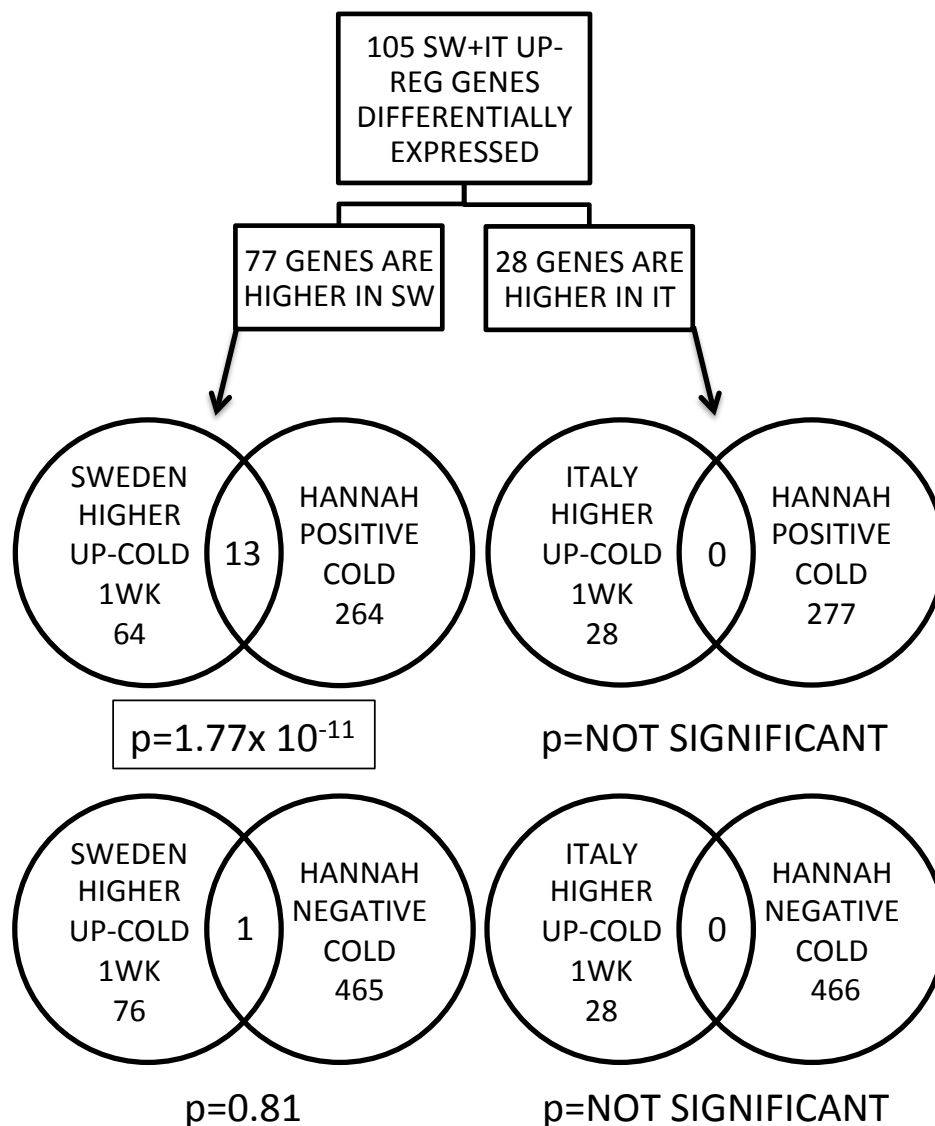 105 SW+IT UP-
REG GENES
DIFFERENTIALLY
EXPRESSED
77 GENES ARE
HIGHER IN SW
28 GENES ARE
HIGHER IN IT
SWEDEN
HIGHER
UP-COLD
1WK
64
13
HANNAH
POSITIVE
COLD
264
ITALY
HIGHER
UP-COLD
1WK
28
0
HANNAH
POSITIVE
COLD
277
p=1.77x 10⁻¹¹
p=NOT SIGNIFICANT
SWEDEN
HIGHER
UP-COLD
1WK
76
1
HANNAH
NEGATIVE
COLD
465
ITALY
HIGHER
UP-COLD
1WK
28
0
HANNAH
NEGATIVE
COLD
466
p=0.81
p=NOT SIGNIFICANT